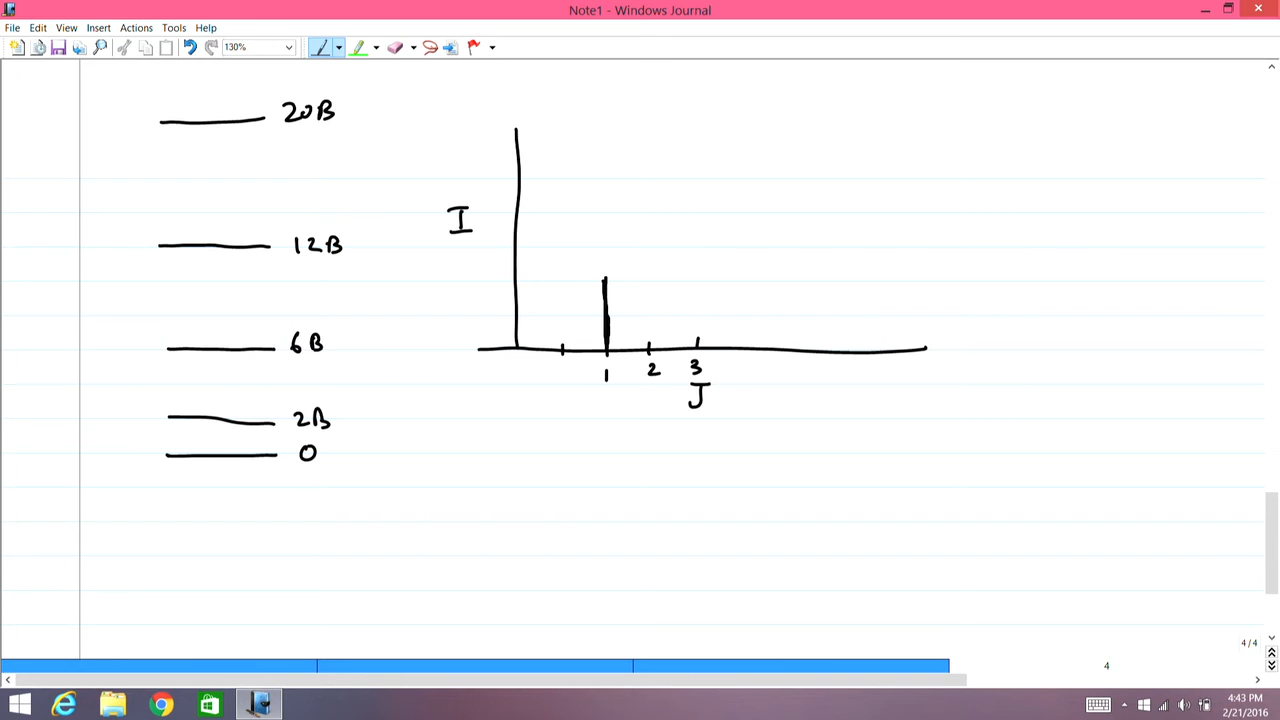 Note1 - Windows Journal
File Edit View Insert Actions Tools Help
130%
20B
I
12B
6B
1 2 3
J
2B
0
4 / 4
4
4:43 PM
2/21/2016